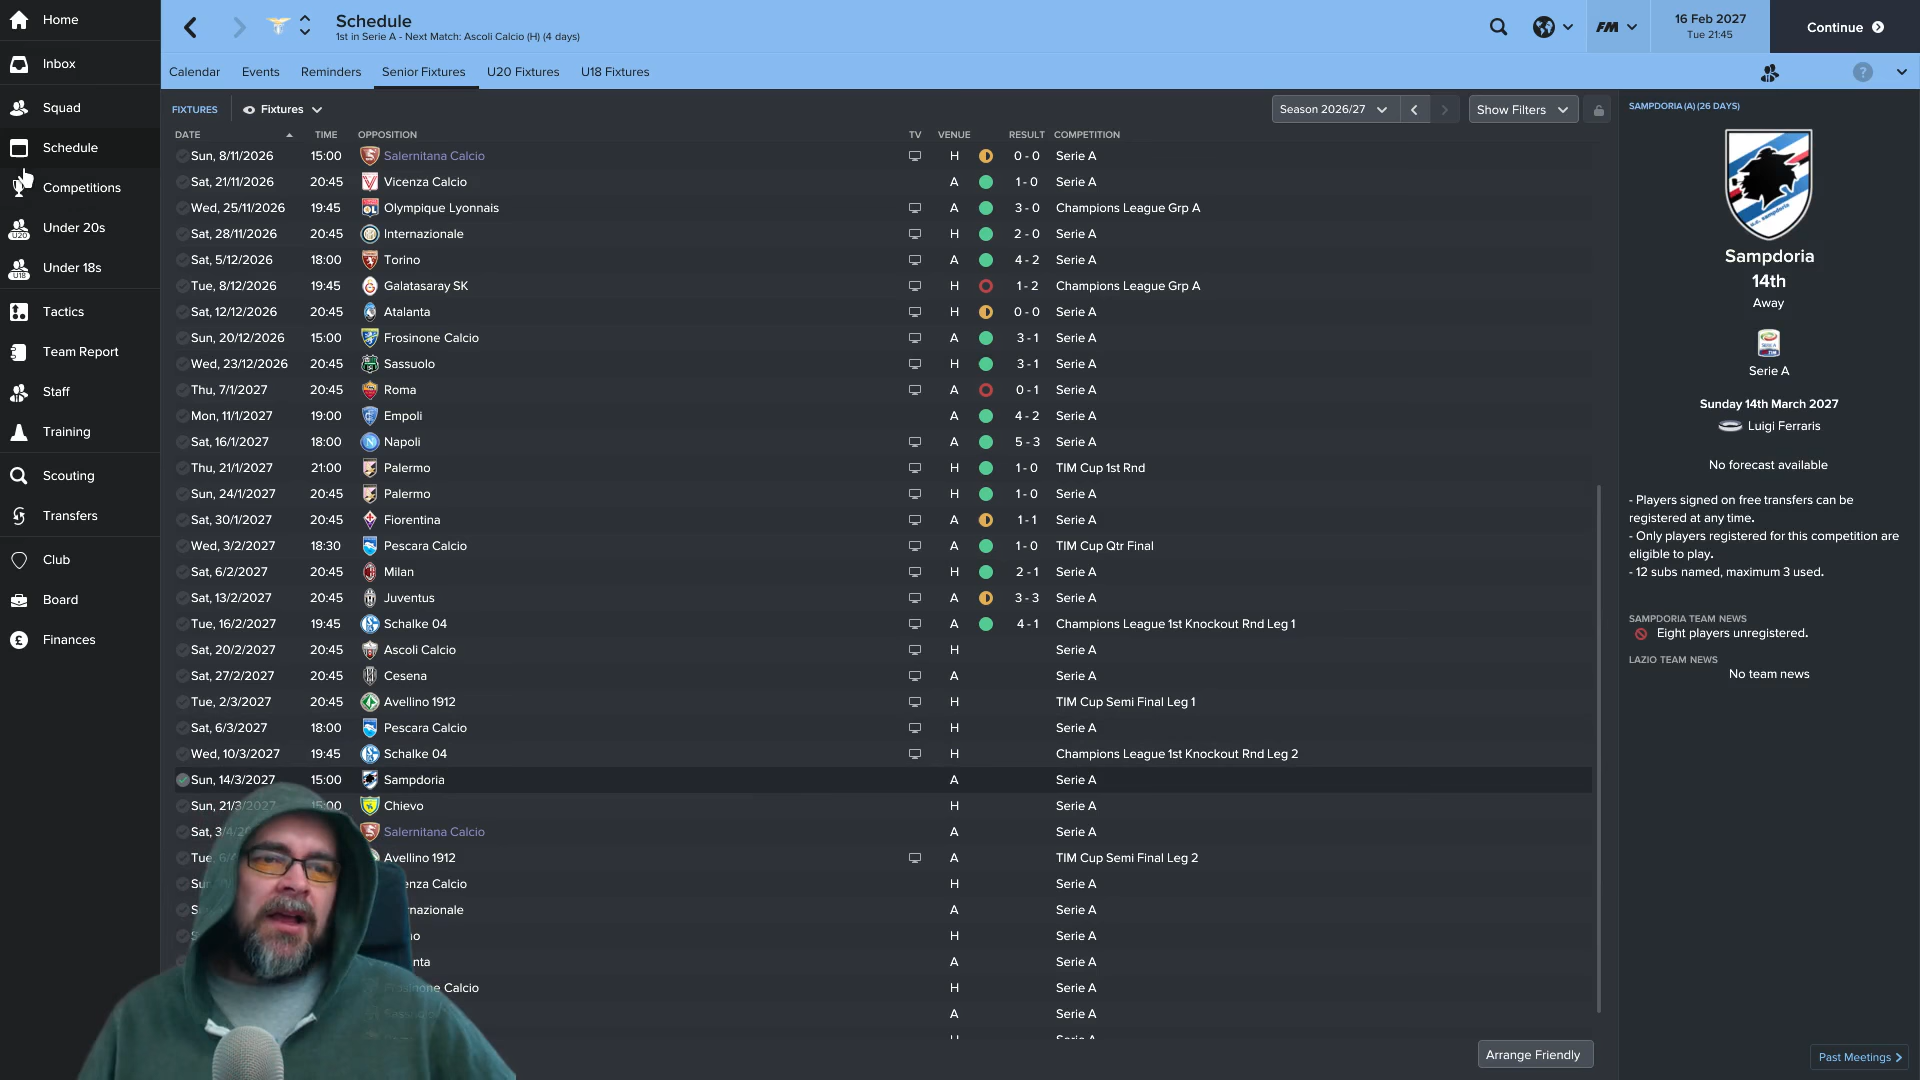 Home
Inbox
Squad
Schedule
Competitions
Under 20s
Under 18s
Tactics
Team Report
Staff
Training
Scouting
Transfers
Club
Board
Finances
Schedule
1st in Serie A - Next Match: Ascoli Calcio (H) (4 days)
FM
16 Feb 2027
Tue 21:45
Continue
Calendar Events Reminders Senior Fixtures U20 Fixtures U18 Fixtures
FIXTURES Fixtures Season 2026/27 Show Filters
DATE TIME OPPOSITION TV VENUE RESULT COMPETITION
Sun, 8/11/2026 15:00 Salernitana Calcio H 0 - 0 Serie A
Sat, 21/11/2026 20:45 Vicenza Calcio A 1 - 0 Serie A
Wed, 25/11/2026 19:45 Olympique Lyonnais A 3 - 0 Champions League Grp A
Sat, 28/11/2026 20:45 Internazionale H 2 - 0 Serie A
Sat, 5/12/2026 18:00 Torino A 4 - 2 Serie A
Tue, 8/12/2026 19:45 Galatasaray SK H 1 - 2 Champions League Grp A
Sat, 12/12/2026 20:45 Atalanta H 0 - 0 Serie A
Sun, 20/12/2026 15:00 Frosinone Calcio A 3 - 1 Serie A
Wed, 23/12/2026 20:45 Sassuolo H 3 - 1 Serie A
Thu, 7/1/2027 20:45 Roma A 0 - 1 Serie A
Mon, 11/1/2027 19:00 Empoli A 4 - 2 Serie A
Sat, 16/1/2027 18:00 Napoli A 5 - 3 Serie A
Thu, 21/1/2027 21:00 Palermo H 1 - 0 TIM Cup 1st Rnd
Sun, 24/1/2027 20:45 Palermo H 1 - 0 Serie A
Sat, 30/1/2027 20:45 Fiorentina A 1 - 1 Serie A
Wed, 3/2/2027 18:30 Pescara Calcio A 1 - 0 TIM Cup Qtr Final
Sat, 6/2/2027 20:45 Milan H 2 - 1 Serie A
Sat, 13/2/2027 20:45 Juventus A 3 - 3 Serie A
Tue, 16/2/2027 19:45 Schalke 04 A 4 - 1 Champions League 1st Knockout Rnd Leg 1
Sat, 20/2/2027 20:45 Ascoli Calcio H Serie A
Sat, 27/2/2027 20:45 Cesena A Serie A
Tue, 2/3/2027 20:45 Avellino 1912 H TIM Cup Semi Final Leg 1
Sat, 6/3/2027 18:00 Pescara Calcio H Serie A
Wed, 10/3/2027 19:45 Schalke 04 H Champions League 1st Knockout Rnd Leg 2
Sun, 14/3/2027 15:00 Sampdoria A Serie A
Sun, 21/3/2027 15:00 Chievo H Serie A
Sat, Salernitana Calcio A Serie A
Tue, Avellino 1912 A TIM Cup Semi Final Leg 2
Calcio H Serie A
A Serie A
H Serie A
A Serie A
Calcio H Serie A
A Serie A
Arrange Friendly
SAMPDORIA (A) (26 DAYS)
Sampdoria
14th
Away
Serie A
Sunday 14th March 2027
Luigi Ferraris
No forecast available
- Players signed on free transfers can be
registered at any time.
- Only players registered for this competition are
eligible to play.
- 12 subs named, maximum 3 used.
SAMPDORIA TEAM NEWS
Eight players unregistered.
LAZIO TEAM NEWS
No team news
Past Meetings